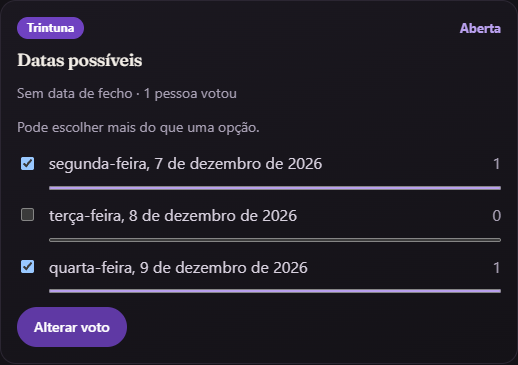 Trintuna
Aberta
Datas possíveis
Sem data de fecho · 1 pessoa votou
Pode escolher mais do que uma opção.
segunda-feira, 7 de dezembro de 2026 1
terça-feira, 8 de dezembro de 2026 0
quarta-feira, 9 de dezembro de 2026 1
Alterar voto